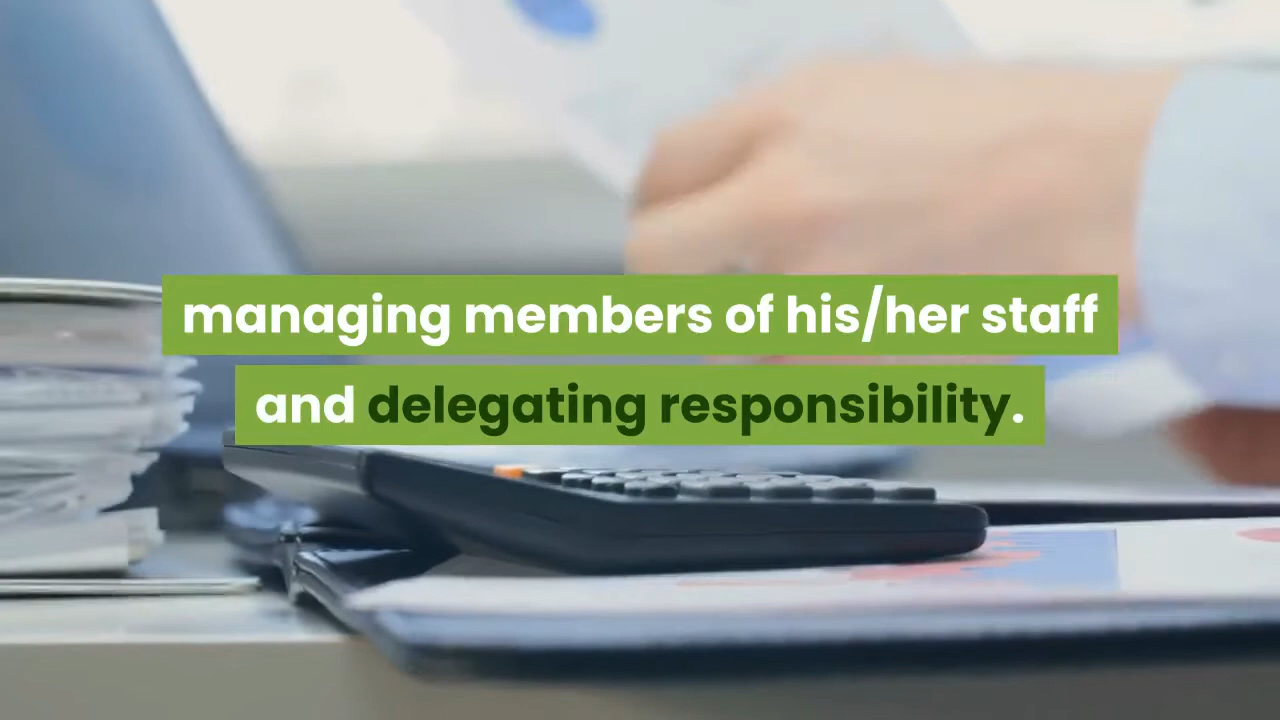 managing members of his/her staff
and delegating responsibility.